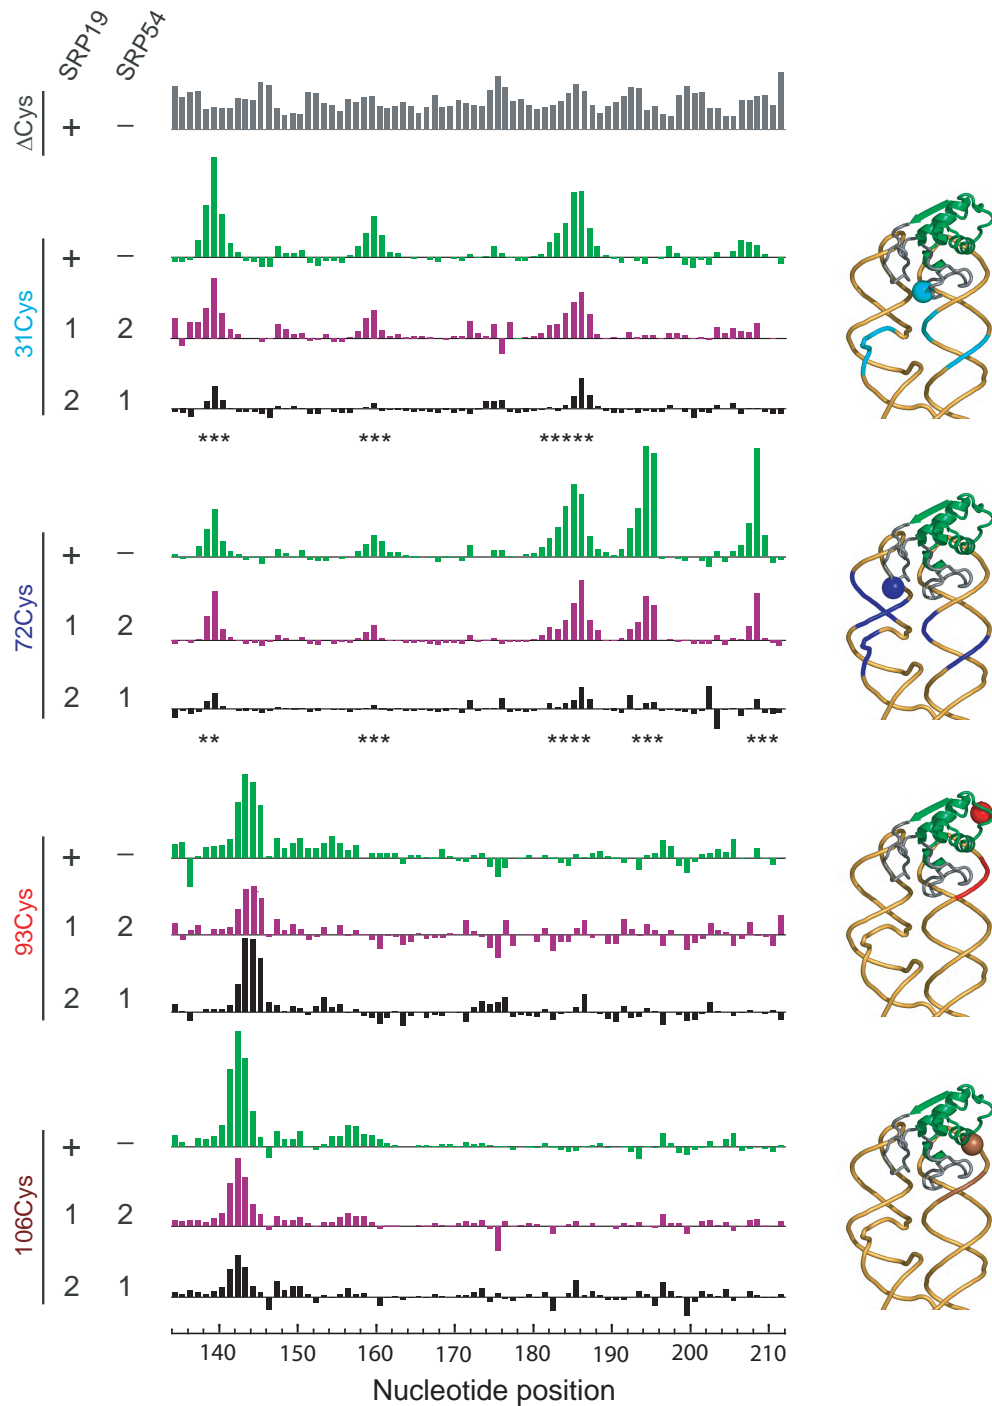 SRP19 SRP54
ΔCys + –
31Cys
+ –
1 2
2 1
*** *** *****
72Cys
+ –
1 2
2 1
** *** **** *** ***
93Cys
+ –
1 2
2 1
106Cys
+ –
1 2
2 1
140 150 160 170 180 190 200 210
Nucleotide position